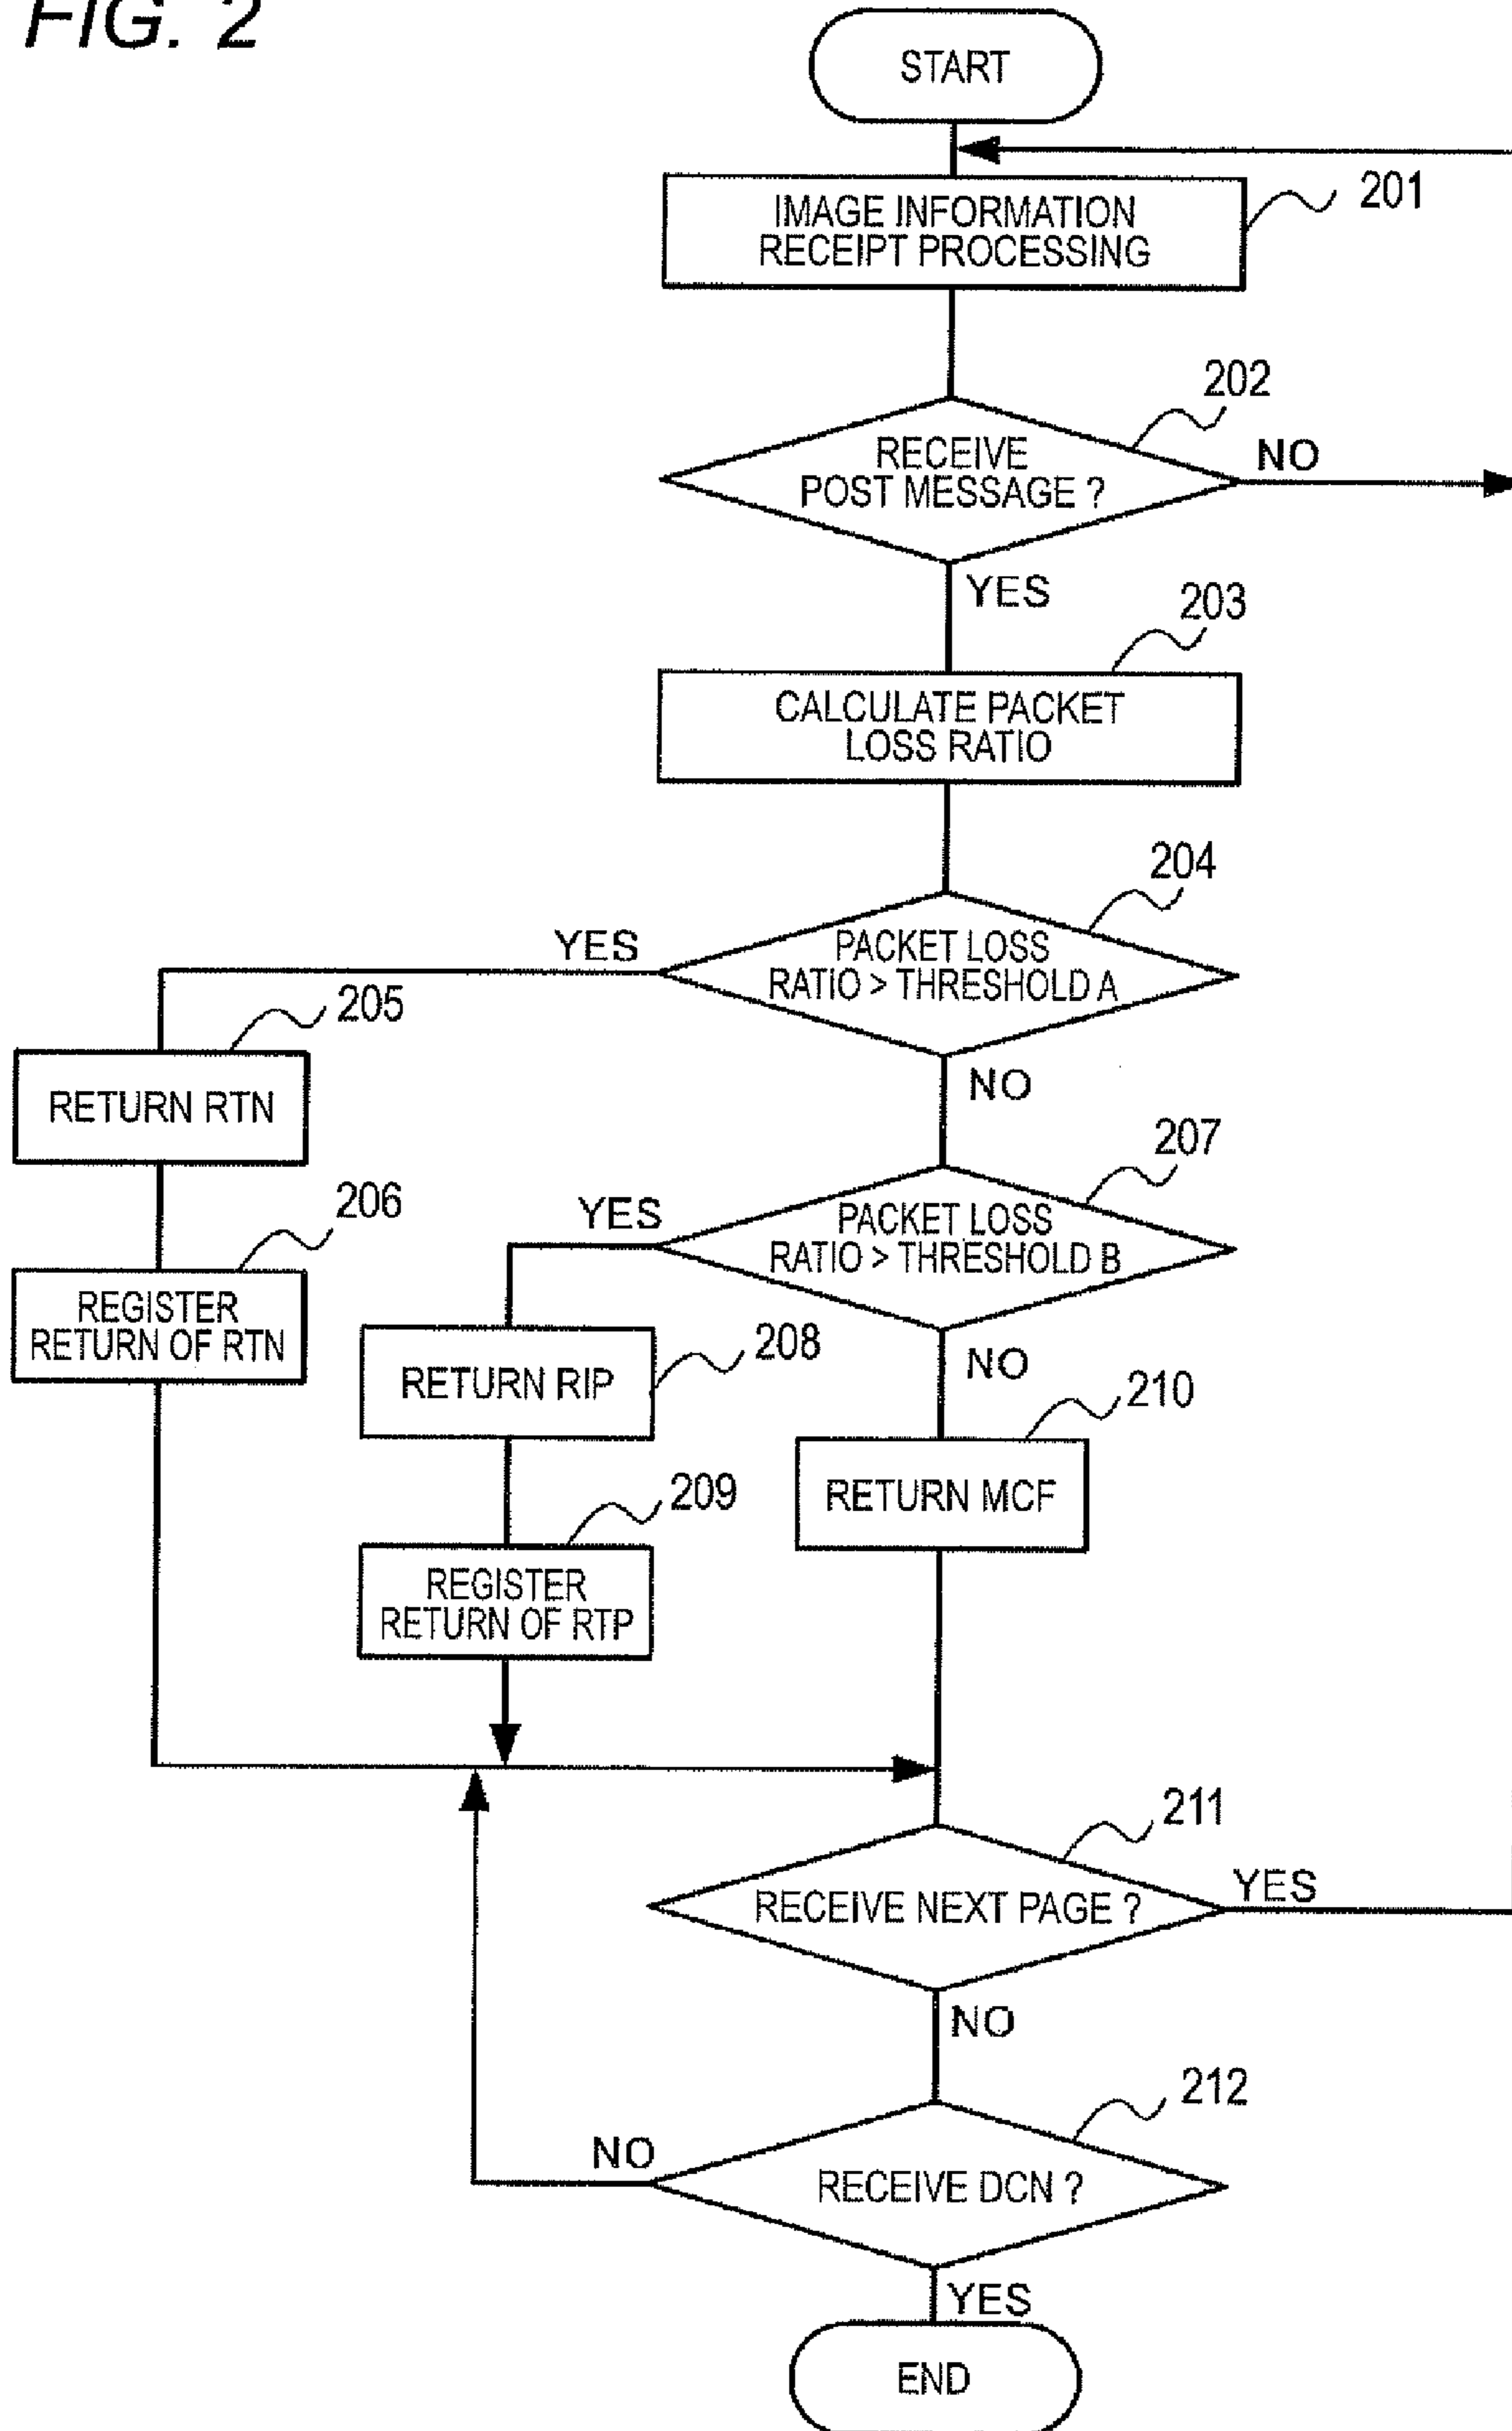 FIG. 2
START
IMAGE INFORMATION
RECEIPT PROCESSING
201
RECEIVE
POST MESSAGE ?
202
NO
YES
CALCULATE PACKET
LOSS RATIO
203
PACKET LOSS
RATIO > THRESHOLD A
204
YES
NO
RETURN RTN
205
REGISTER
RETURN OF RTN
206
PACKET LOSS
RATIO > THRESHOLD B
207
YES
NO
RETURN RIP
208
REGISTER
RETURN OF RTP
209
RETURN MCF
210
RECEIVE NEXT PAGE ?
211
YES
NO
RECEIVE DCN ?
212
NO
YES
END